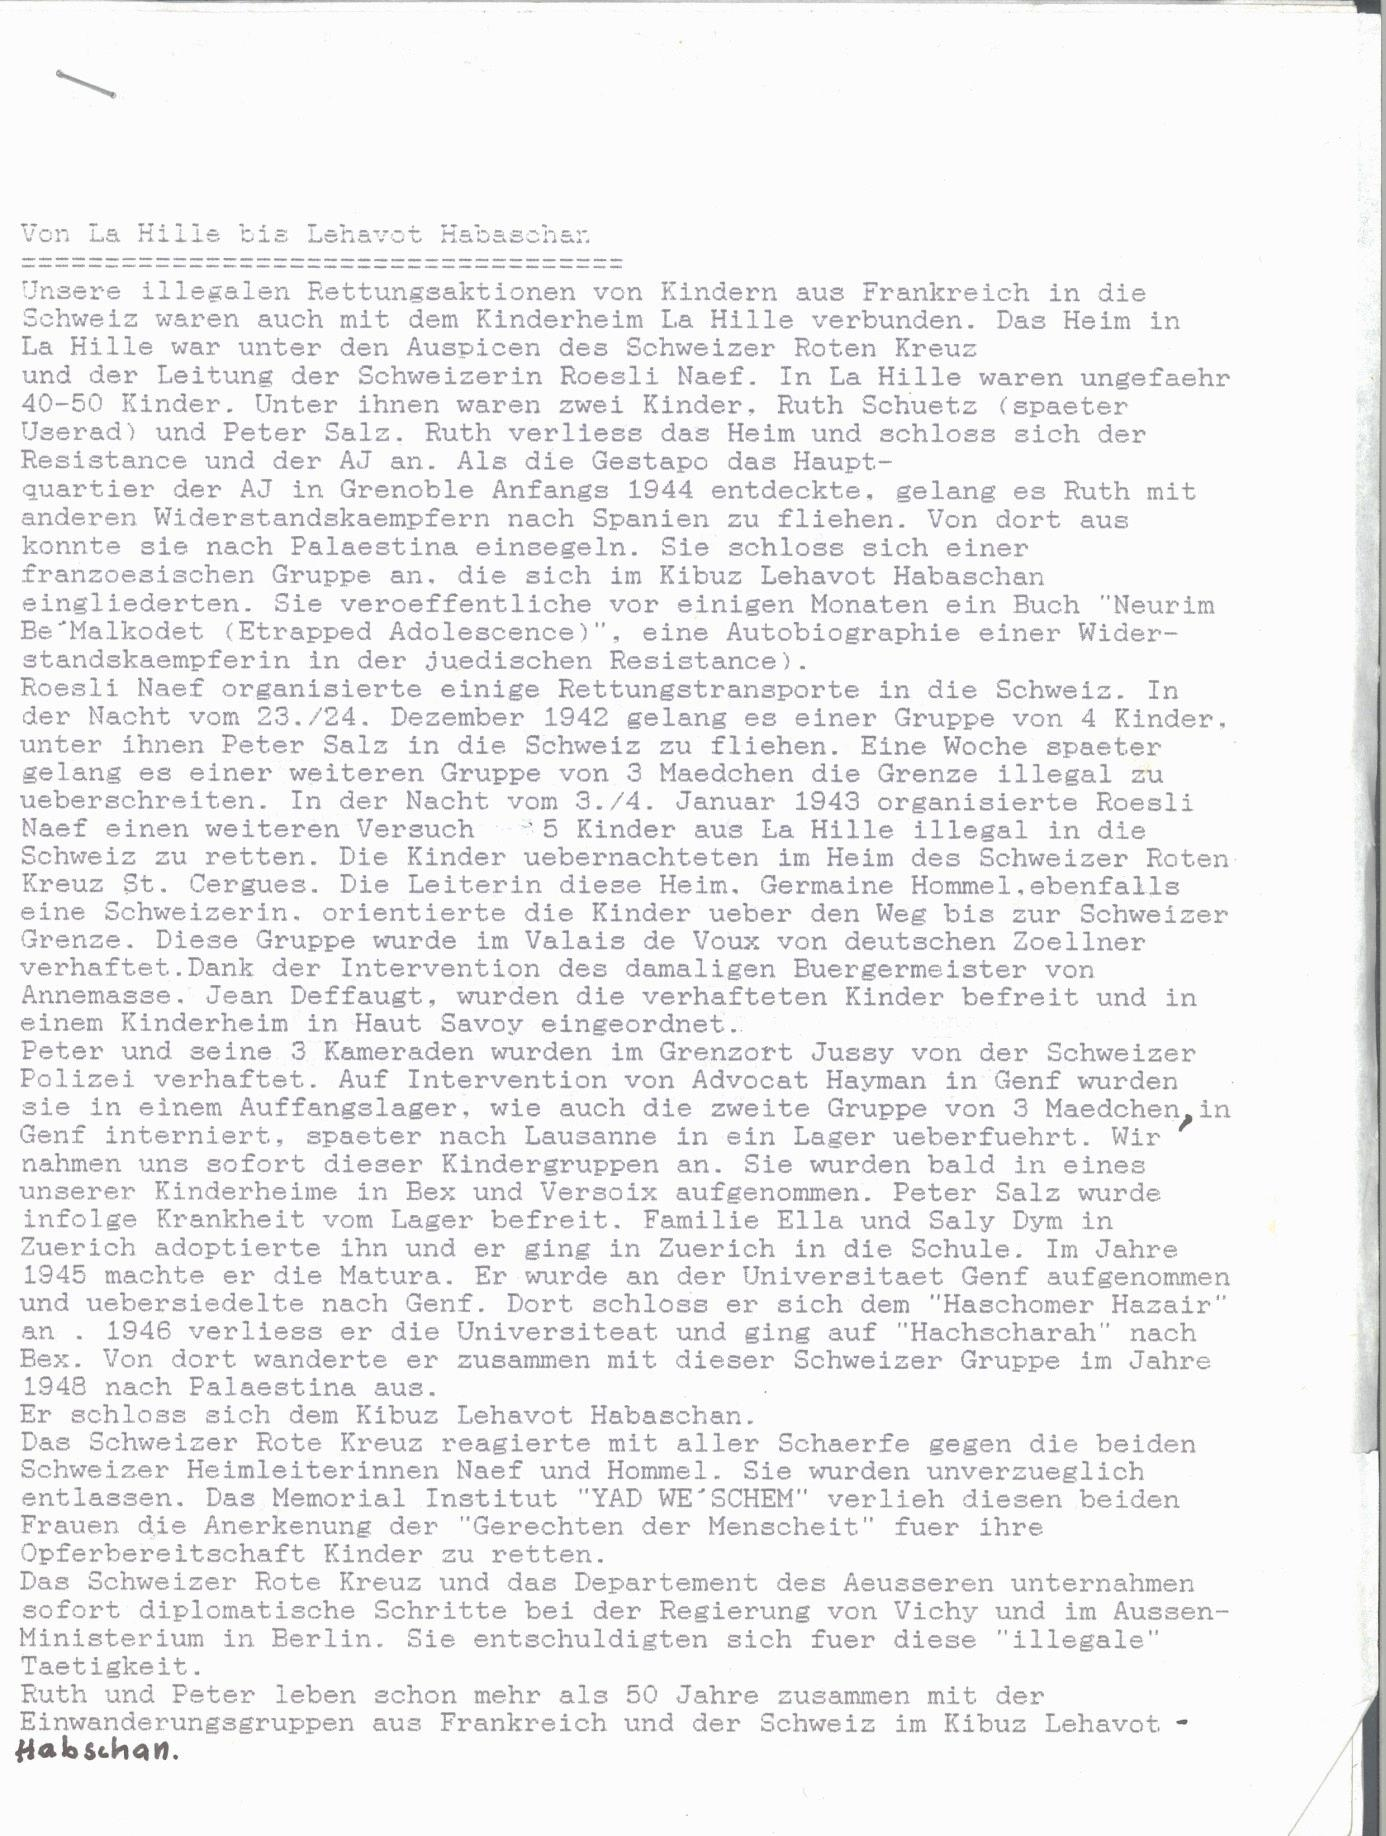 Von La Hille bis Lehavot Habaschan
====================================
Unsere illegalen Rettungsaktionen von Kindern aus Frankreich in die
Schweiz waren auch mit dem Kinderheim La Hille verbunden. Das Heim in
La Hille war unter den Auspicen des Schweizer Roten Kreuz
und der Leitung der Schweizerin Roesli Naef. In La Hille waren ungefaehr
40-50 Kinder. Unter ihnen waren zwei Kinder, Ruth Schuetz (spaeter
Userad) und Peter Salz. Ruth verliess das Heim und schloss sich der
Resistance und der AJ an. Als die Gestapo das Haupt-
quartier der AJ in Grenoble Anfangs 1944 entdeckte, gelang es Ruth mit
anderen Widerstandskaempfern nach Spanien zu fliehen. Von dort aus
konnte sie nach Palaestina einsegeln. Sie schloss sich einer
franzoesischen Gruppe an, die sich im Kibuz Lehavot Habaschan
eingliederten. Sie veroeffentliche vor einigen Monaten ein Buch "Neurim
Be´Malkodet (Etrapped Adolescence)", eine Autobiographie einer Wider-
standskaempferin in der juedischen Resistance).
Roesli Naef organisierte einige Rettungstransporte in die Schweiz. In
der Nacht vom 23./24. Dezember 1942 gelang es einer Gruppe von 4 Kinder,
unter ihnen Peter Salz in die Schweiz zu fliehen. Eine Woche spaeter
gelang es einer weiteren Gruppe von 3 Maedchen die Grenze illegal zu
ueberschreiten. In der Nacht vom 3./4. Januar 1943 organisierte Roesli
Naef einen weiteren Versuch 5 Kinder aus La Hille illegal in die
Schweiz zu retten. Die Kinder uebernachteten im Heim des Schweizer Roten
Kreuz St. Cergues. Die Leiterin diese Heim, Germaine Hommel,ebenfalls
eine Schweizerin, orientierte die Kinder ueber den Weg bis zur Schweizer
Grenze. Diese Gruppe wurde im Valais de Voux von deutschen Zoellner
verhaftet.Dank der Intervention des damaligen Buergermeister von
Annemasse, Jean Deffaugt, wurden die verhafteten Kinder befreit und in
einem Kinderheim in Haut Savoy eingeordnet.
Peter und seine 3 Kameraden wurden im Grenzort Jussy von der Schweizer
Polizei verhaftet. Auf Intervention von Advocat Hayman in Genf wurden
sie in einem Auffangslager, wie auch die zweite Gruppe von 3 Maedchen,in
Genf interniert, spaeter nach Lausanne in ein Lager ueberfuehrt. Wir
nahmen uns sofort dieser Kindergruppen an. Sie wurden bald in eines
unserer Kinderheime in Bex und Versoix aufgenommen. Peter Salz wurde
infolge Krankheit vom Lager befreit. Familie Ella und Saly Dym in
Zuerich adoptierte ihn und er ging in Zuerich in die Schule. Im Jahre
1945 machte er die Matura. Er wurde an der Universitaet Genf aufgenommen
und uebersiedelte nach Genf. Dort schloss er sich dem "Haschomer Hazair"
an . 1946 verliess er die Universiteat und ging auf "Hachscharah" nach
Bex. Von dort wanderte er zusammen mit dieser Schweizer Gruppe im Jahre
1948 nach Palaestina aus.
Er schloss sich dem Kibuz Lehavot Habaschan.
Das Schweizer Rote Kreuz reagierte mit aller Schaerfe gegen die beiden
Schweizer Heimleiterinnen Naef und Hommel. Sie wurden unverzueglich
entlassen. Das Memorial Institut "YAD WE´SCHEM" verlieh diesen beiden
Frauen die Anerkenung der "Gerechten der Menscheit" fuer ihre
Opferbereitschaft Kinder zu retten.
Das Schweizer Rote Kreuz und das Departement des Aeusseren unternahmen
sofort diplomatische Schritte bei der Regierung von Vichy und im Aussen-
Ministerium in Berlin. Sie entschuldigten sich fuer diese "illegale"
Taetigkeit.
Ruth und Peter leben schon mehr als 50 Jahre zusammen mit der
Einwanderungsgruppen aus Frankreich und der Schweiz im Kibuz Lehavot -
Habschan.